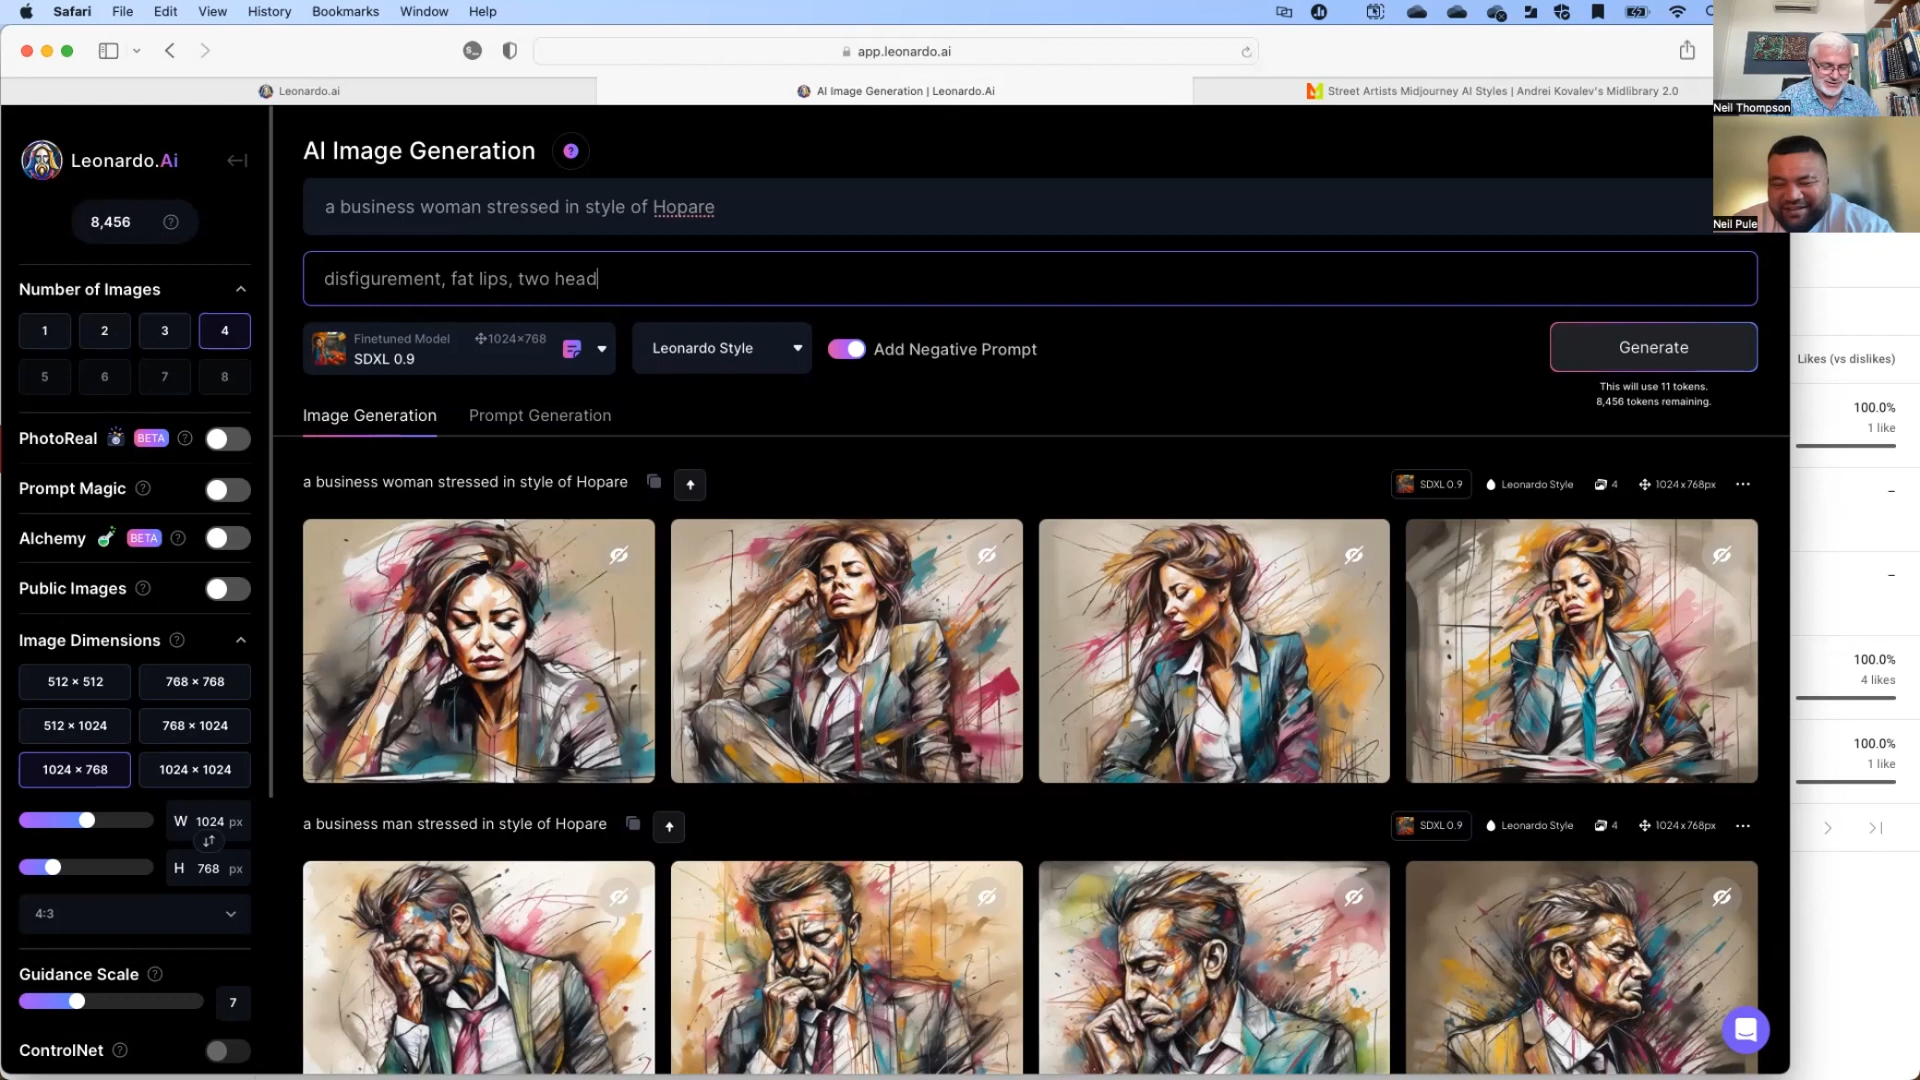 Safari File Edit View History Bookmarks Window Help
app.leonardo.ai
Leonardo.ai
AI Image Generation | Leonardo.Ai
Street Artists Midjourney AI Styles | Andrei Kovalev's Midlibrary 2.0
Neil Thompson
Neil Pule
Leonardo.Ai
8,456
AI Image Generation
a business woman stressed in style of Hopare
disfigurement, fat lips, two head
Finetuned Model
1024×768
SDXL 0.9
Leonardo Style
Add Negative Prompt
Generate
This will use 11 tokens.
8,456 tokens remaining.
Image Generation
Prompt Generation
Number of Images
1 2 3 4
5 6 7 8
PhotoReal BETA
Prompt Magic
Alchemy BETA
Public Images
Image Dimensions
512 × 512
768 × 768
512 × 1024
768 × 1024
1024 × 768
1024 × 1024
W 1024 px
H 768 px
4:3
Guidance Scale
7
ControlNet
a business woman stressed in style of Hopare
SDXL 0.9
Leonardo Style
4
1024x768px
a business man stressed in style of Hopare
SDXL 0.9
Leonardo Style
4
1024x768px
Likes (vs dislikes)
100.0%
1 like
–
–
100.0%
4 likes
100.0%
1 like